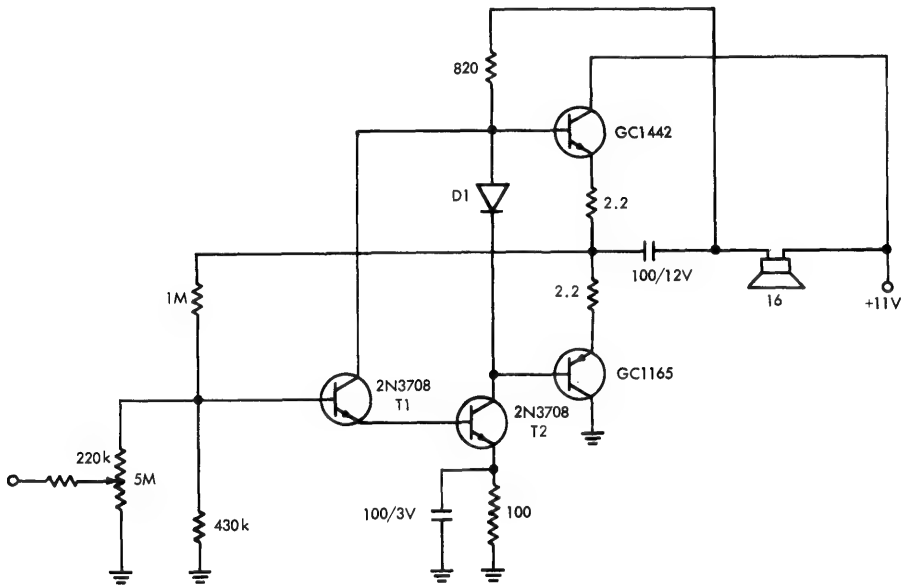 820
GC1442
D1
2.2
1M
100/12V
2.2
16
+11V
GC1165
2N3708
T1
2N3708
T2
220k
5M
430k
100/3V
100